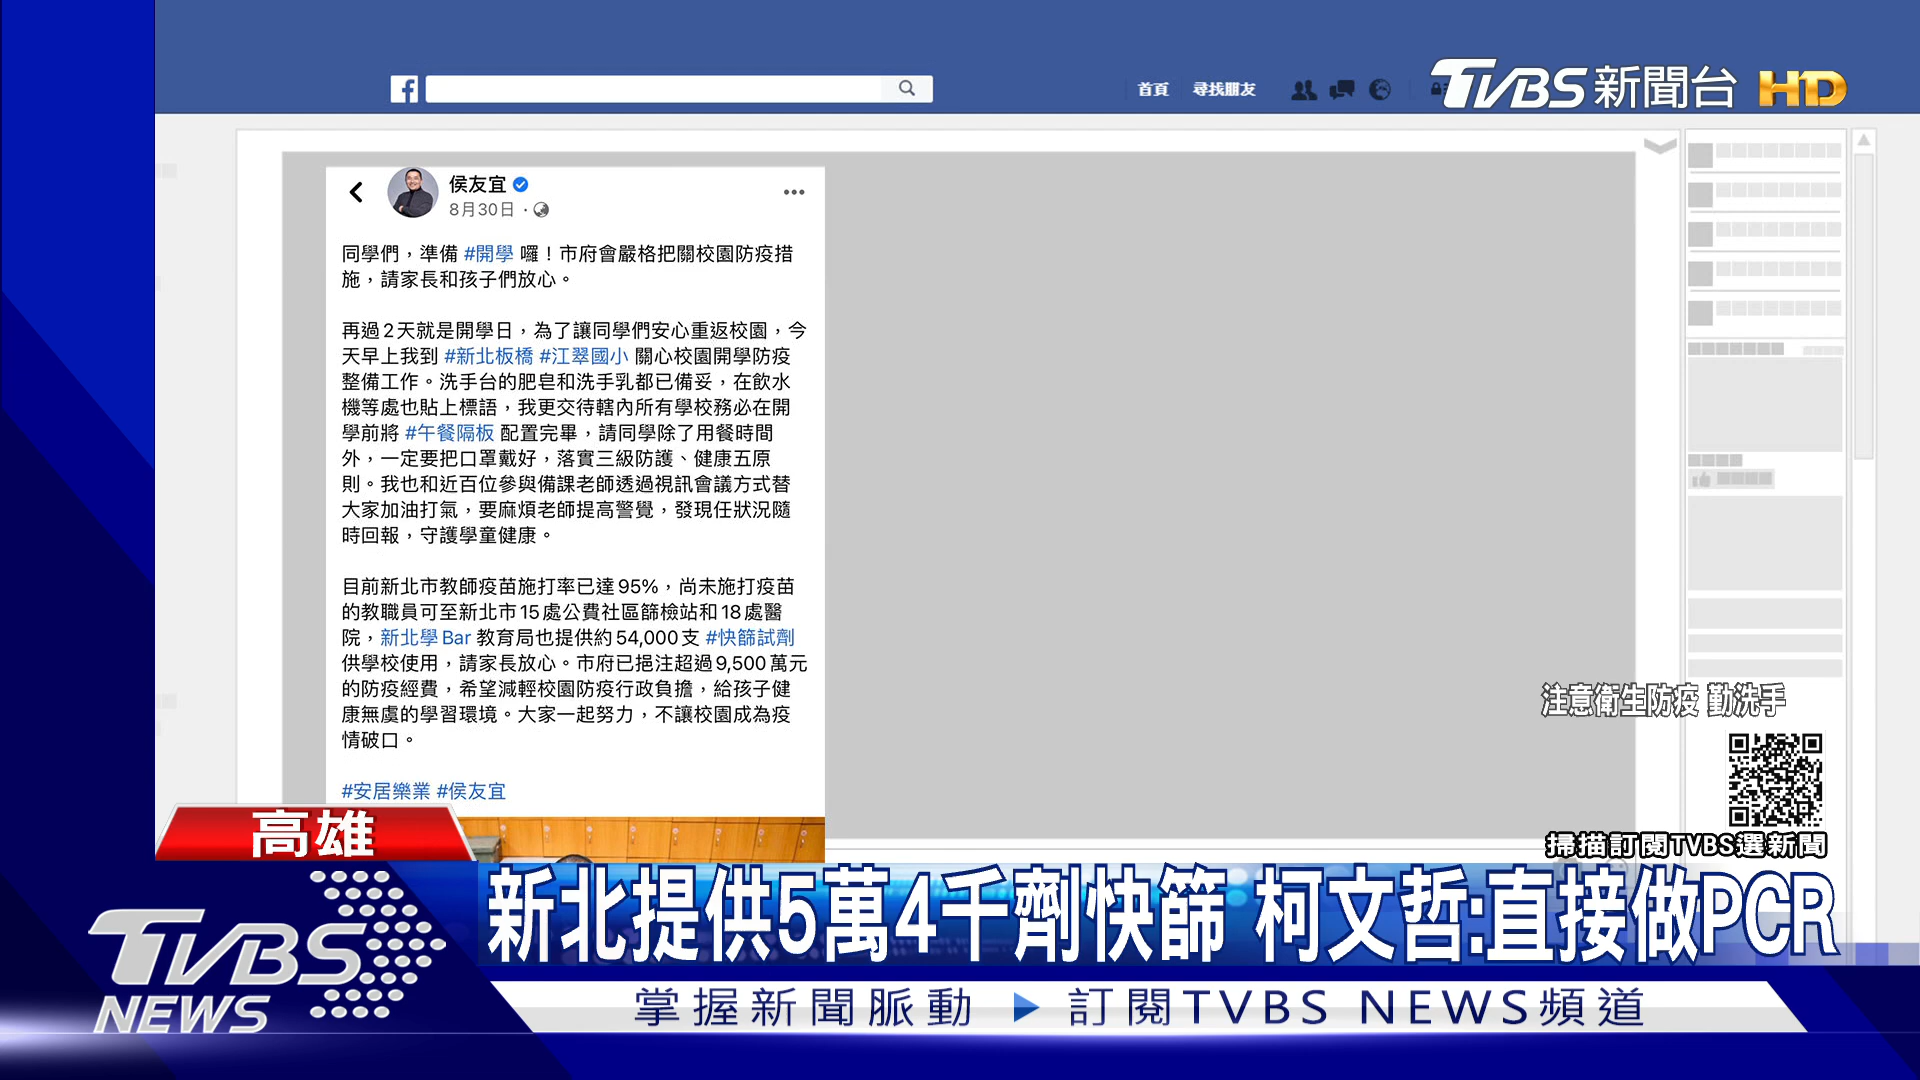 首頁 尋找朋友
TVBS新聞台 HD
侯友宜
8月30日
同學們，準備 #開學 囉！市府會嚴格把關校園防疫措
施，請家長和孩子們放心。
再過2天就是開學日，為了讓同學們安心重返校園，今
天早上我到 #新北板橋 #江翠國小 關心校園開學防疫
整備工作。洗手台的肥皂和洗手乳都已備妥，在飲水
機等處也貼上標語，我更交待轄內所有學校務必在開
學前將 #午餐隔板 配置完畢，請同學除了用餐時間
外，一定要把口罩戴好，落實三級防護、健康五原
則。我也和近百位參與備課老師透過視訊會議方式替
大家加油打氣，要麻煩老師提高警覺，發現任狀況隨
時回報，守護學童健康。
目前新北市教師疫苗施打率已達95%，尚未施打疫苗
的教職員可至新北市15處公費社區篩檢站和18處醫
院，新北學Bar 教育局也提供約54,000支 #快篩試劑
供學校使用，請家長放心。市府已挹注超過9,500萬元
的防疫經費，希望減輕校園防疫行政負擔，給孩子健
康無虞的學習環境。大家一起努力，不讓校園成為疫
情破口。
#安居樂業 #侯友宜
注意衛生防疫 勤洗手
掃描訂閱TVBS選新聞
高雄
新北提供5萬4千劑快篩 柯文哲:直接做PCR
TVBS
NEWS
掌握新聞脈動 ▶ 訂閱TVBS NEWS頻道